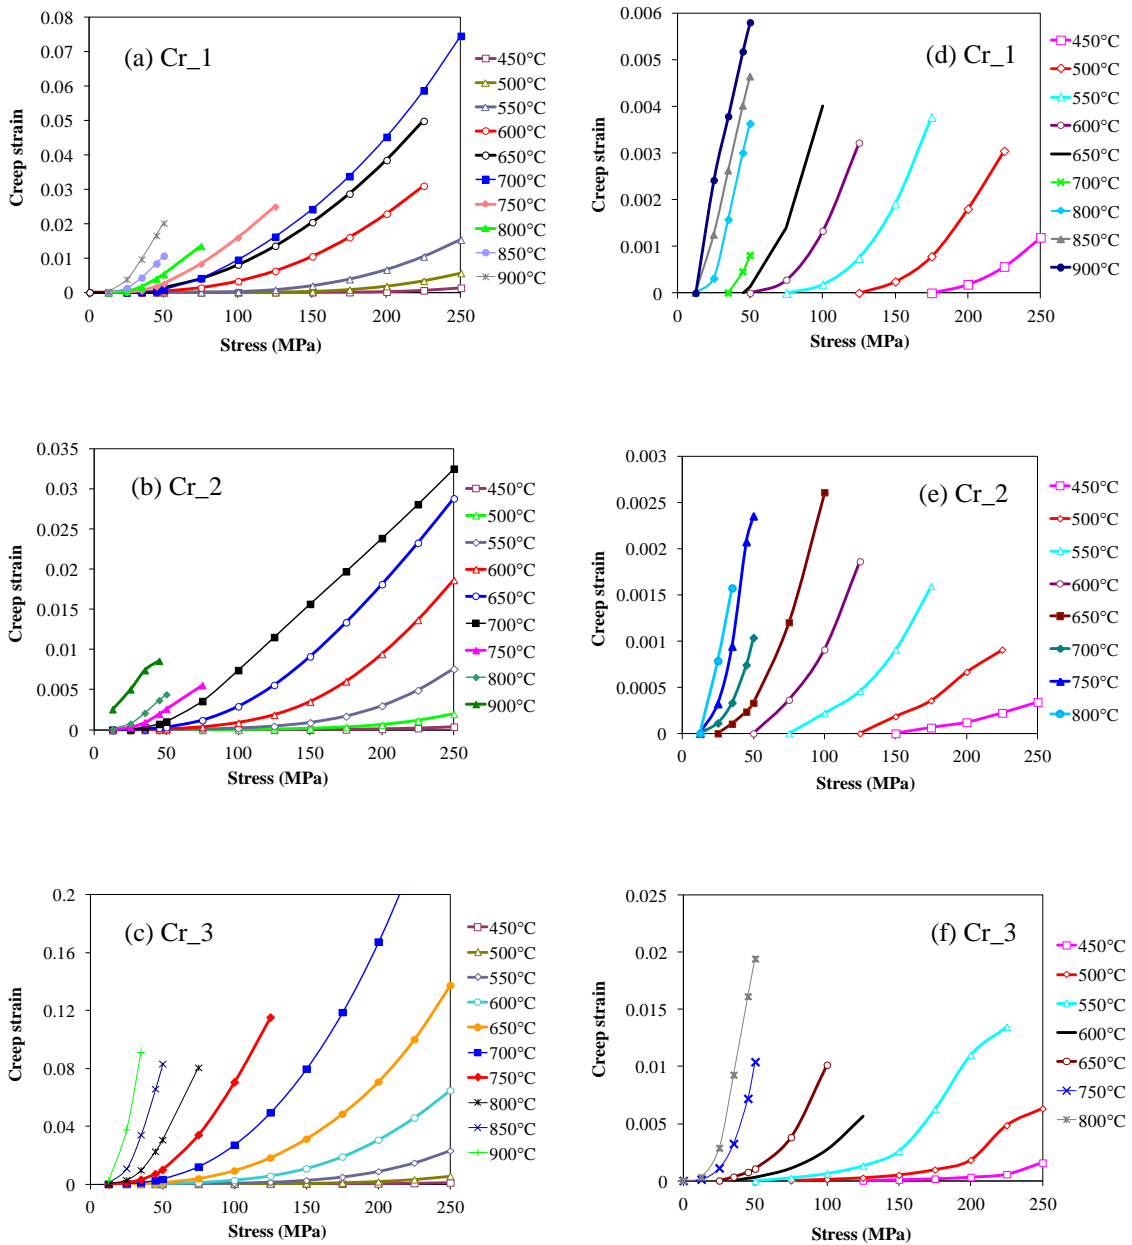 (a) Cr_1
Creep strain
0.08
0.07
0.06
0.05
0.04
0.03
0.02
0.01
0
0 50 100 150 200 250
Stress (MPa)
450°C
500°C
550°C
600°C
650°C
700°C
750°C
800°C
850°C
900°C
(d) Cr_1
Creep strain
0.006
0.005
0.004
0.003
0.002
0.001
0
0 50 100 150 200 250
Stress (MPa)
450°C
500°C
550°C
600°C
650°C
700°C
800°C
850°C
900°C
(b) Cr_2
Creep strain
0.035
0.03
0.025
0.02
0.015
0.01
0.005
0
0 50 100 150 200 250
Stress (MPa)
450°C
500°C
550°C
600°C
650°C
700°C
750°C
800°C
900°C
(e) Cr_2
Creep strain
0.003
0.0025
0.002
0.0015
0.001
0.0005
0
0 50 100 150 200 250
Stress (MPa)
450°C
500°C
550°C
600°C
650°C
700°C
750°C
800°C
(c) Cr_3
Creep strain
0.2
0.16
0.12
0.08
0.04
0
0 50 100 150 200 250
Stress (MPa)
450°C
500°C
550°C
600°C
650°C
700°C
750°C
800°C
850°C
900°C
(f) Cr_3
Creep strain
0.025
0.02
0.015
0.01
0.005
0
0 50 100 150 200 250
Stress (MPa)
450°C
500°C
550°C
600°C
650°C
750°C
800°C